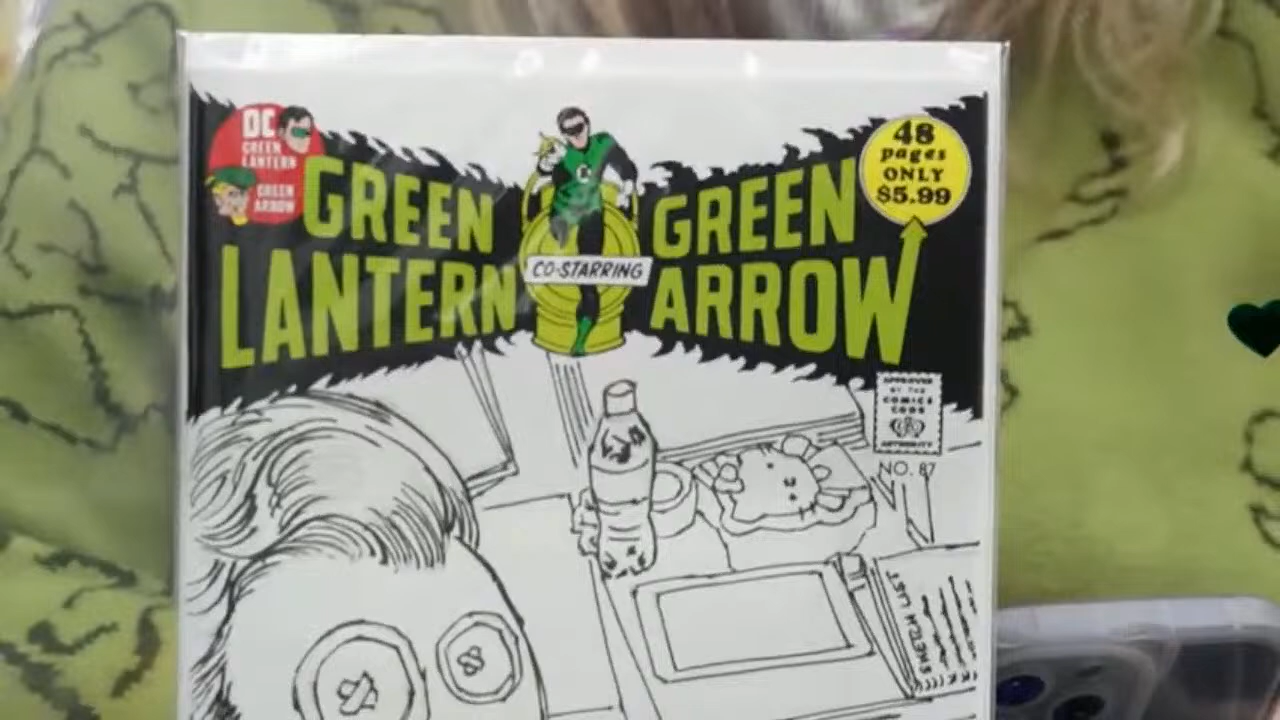 DC
GREEN
LANTERN
GREEN
ARROW
GREEN
LANTERN
CO-STARRING
GREEN
ARROW
48
pages
ONLY
$5.99
APPROVED
BY THE
COMICS
CODE
AUTHORITY
NO. 87
SKETCH LIST